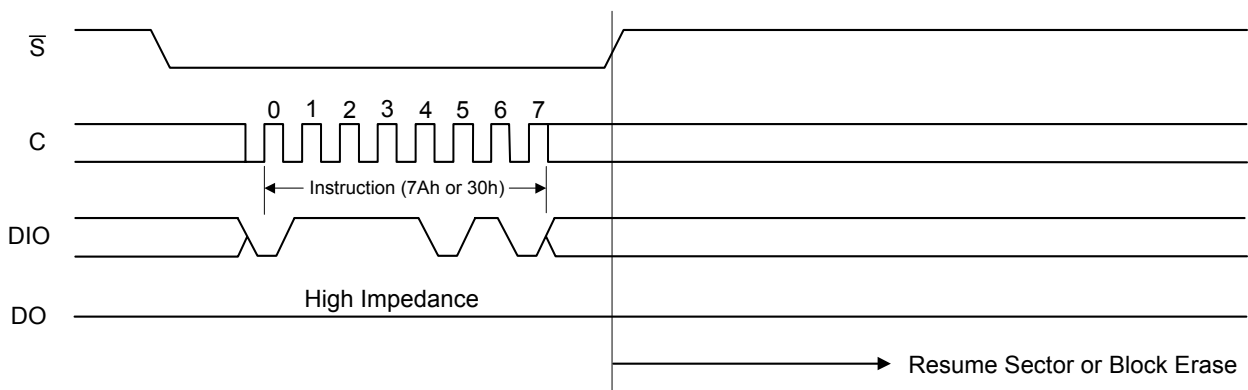 S̅
0 1 2 3 4 5 6 7
C
Instruction (7Ah or 30h)
DIO
High Impedance
DO
Resume Sector or Block Erase